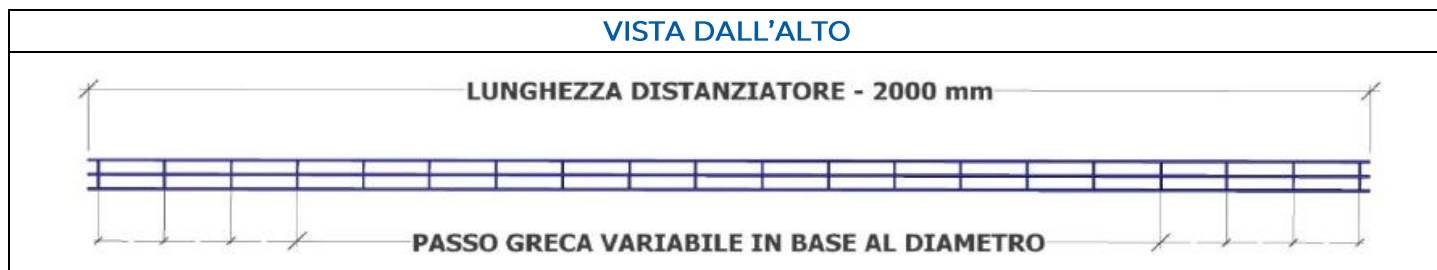 VISTA DALL'ALTO
LUNGHEZZA DISTANZIATORE - 2000 mm
PASSO GRECA VARIABILE IN BASE AL DIAMETRO